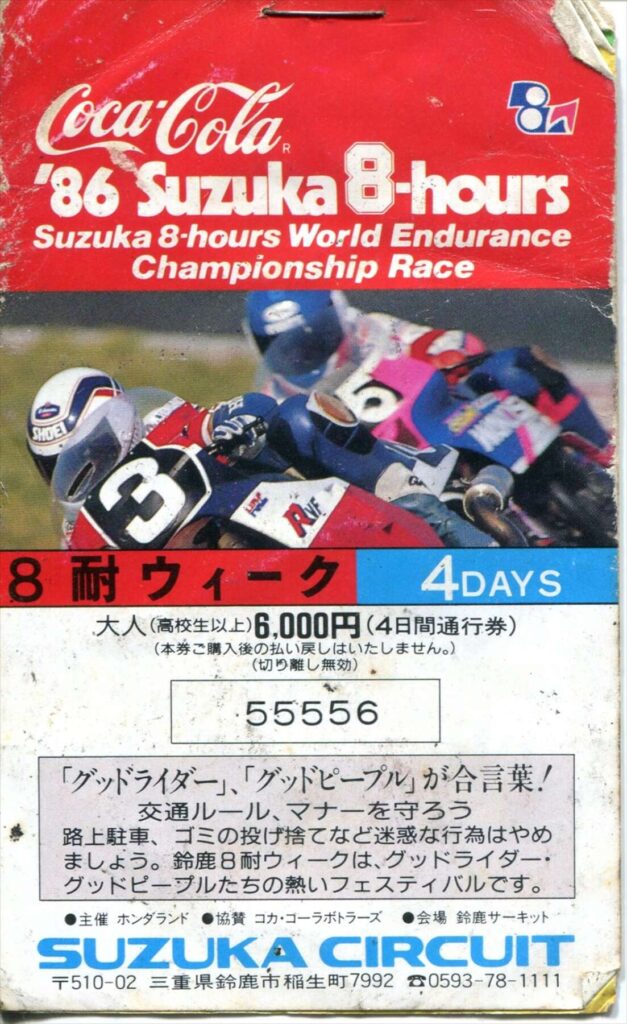 Coca-Cola®
8h
'86 Suzuka 8-hours
Suzuka 8-hours World Endurance
Championship Race
SHOEI
3
5
HRC RVF
8耐ウィーク 4DAYS
大人(高校生以上)6,000円(4日間通行券)
(本券ご購入後の払い戻しはいたしません。)
(切り離し無効)
55556
「グッドライダー」、「グッドピープル」が合言葉!
交通ルール、マナーを守ろう
路上駐車、ゴミの投げ捨てなど迷惑な行為はやめ
ましょう。鈴鹿8耐ウィークは、グッドライダー・
グッドピープルたちの熱いフェスティバルです。
●主催 ホンダランド ●協賛 コカ・コーラボトラーズ ●会場 鈴鹿サーキット
SUZUKA CIRCUIT
〒510-02 三重県鈴鹿市稲生町7992 ☎0593-78-1111